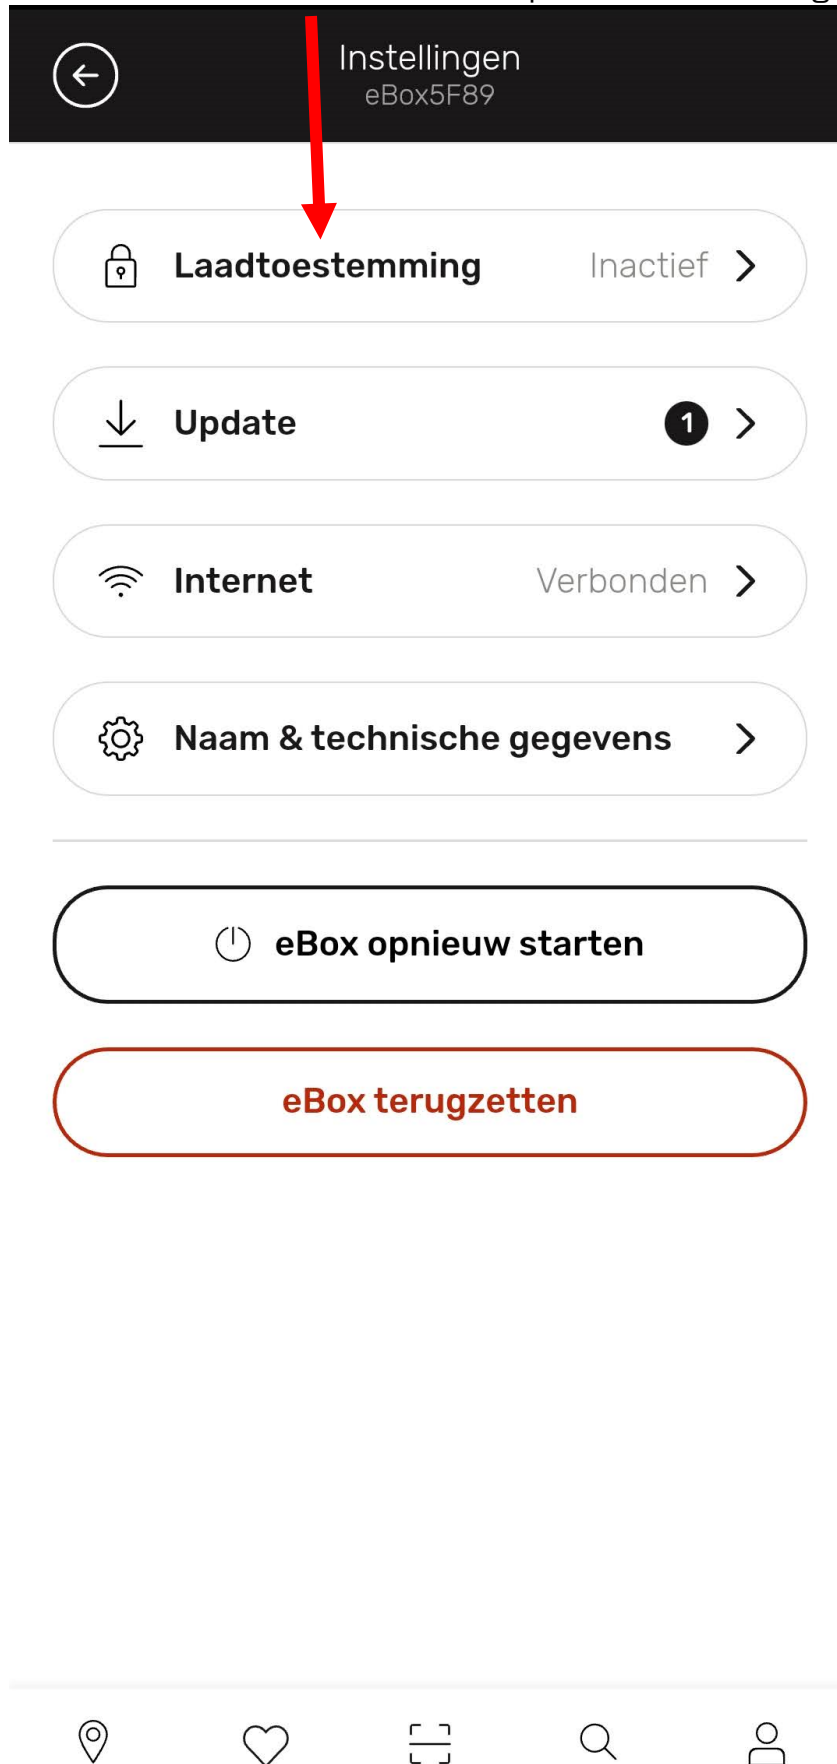 Instellingen
eBox5F89
Laadtoestemming Inactief
Update 1
Internet Verbonden
Naam & technische gegevens
eBox opnieuw starten
eBox terugzetten